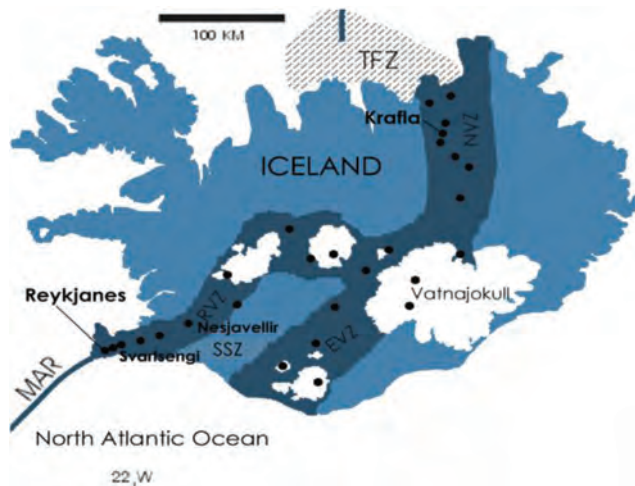 100 KM
TFZ
Krafla
NVZ
ICELAND
Reykjanes
RVZ
Vatnajokull
Nesjavellir
Svartsengi
SSZ
EVZ
MAR
North Atlantic Ocean
22 W